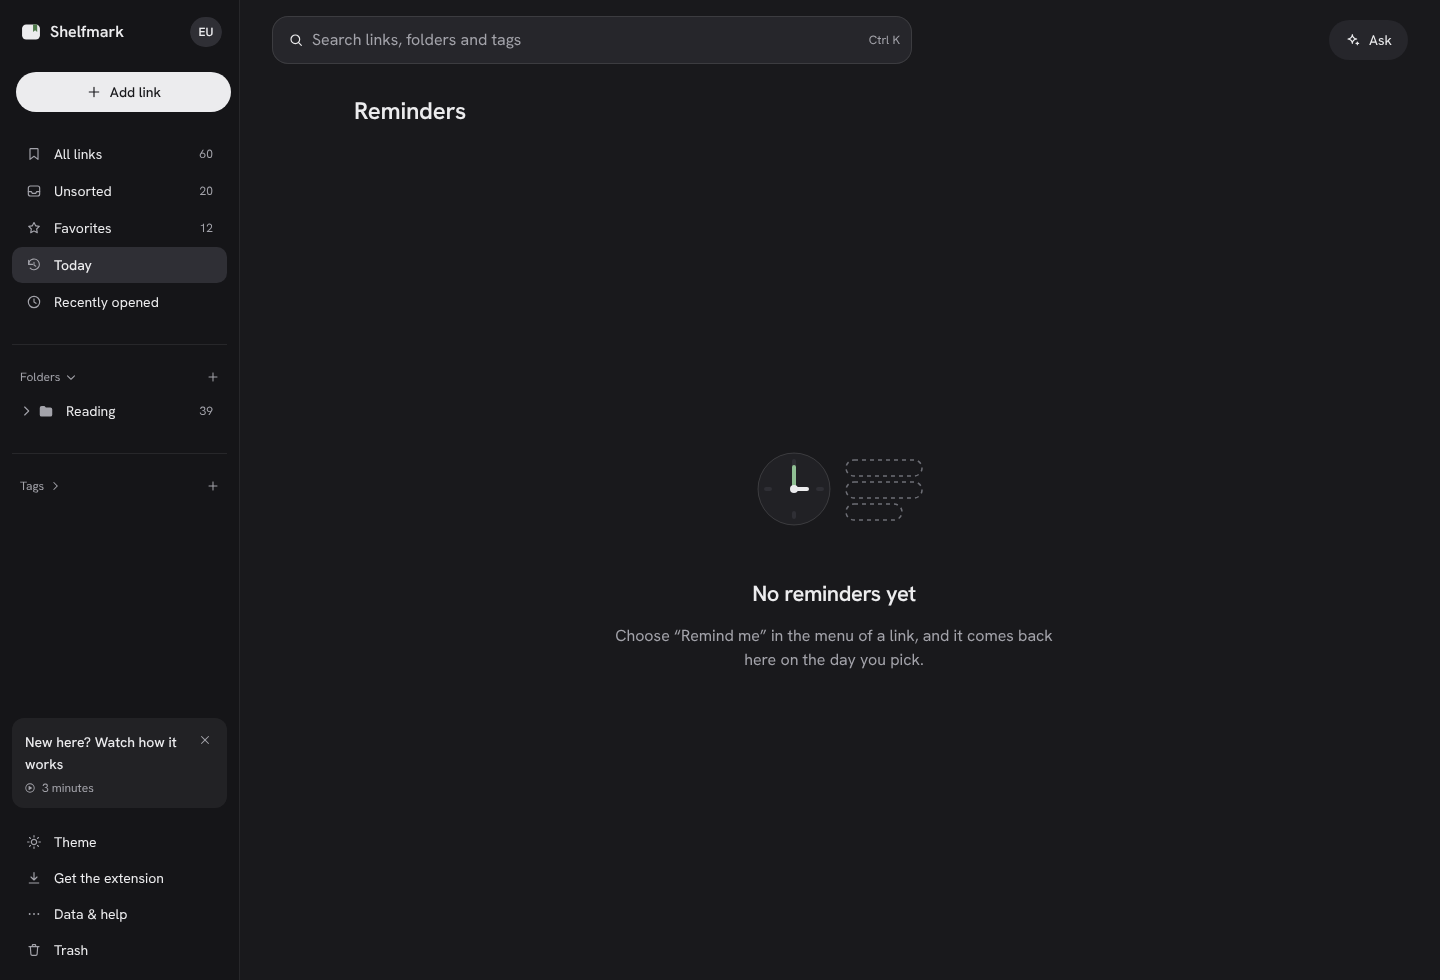 Shelfmark
EU
Add link
All links 60
Unsorted 20
Favorites 12
Today
Recently opened
Folders
Reading 39
Tags
New here? Watch how it
works
3 minutes
Theme
Get the extension
Data & help
Trash
Search links, folders and tags Ctrl K
Ask
Reminders
No reminders yet
Choose “Remind me” in the menu of a link, and it comes back
here on the day you pick.